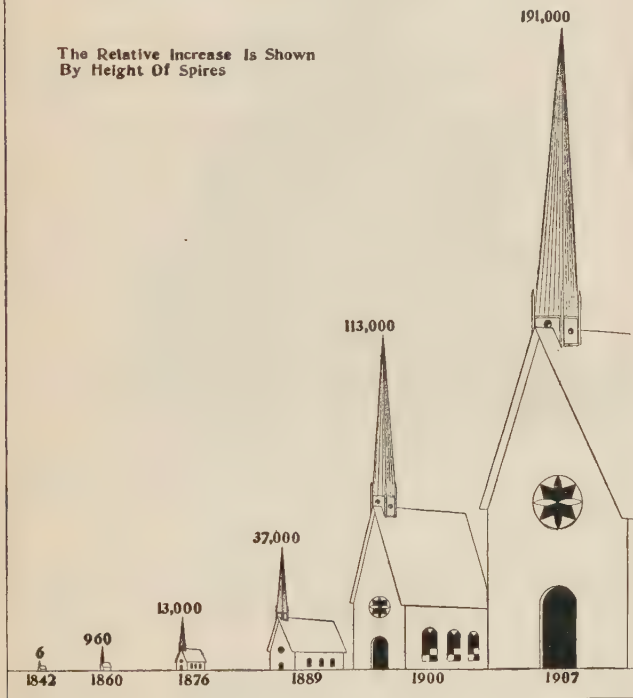 191,000
The Relative Increase Is Shown
By Height Of Spires
113,000
37,000
13,000
960
6
1842 1860 1876 1889 1900 1907